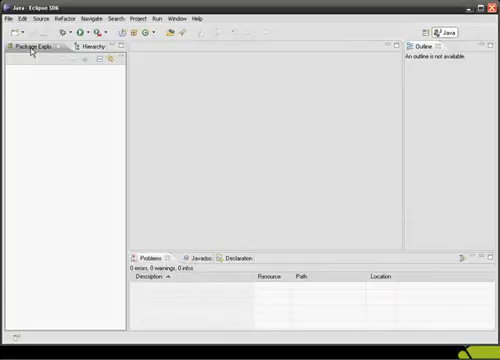 Java - Eclipse SDK
File Edit Source Refactor Navigate Search Project Run Window Help
Java
Package Explo
Hierarchy
Outline
An outline is not available.
Problems Javadoc Declaration
0 errors, 0 warnings, 0 infos
Description Resource Path Location